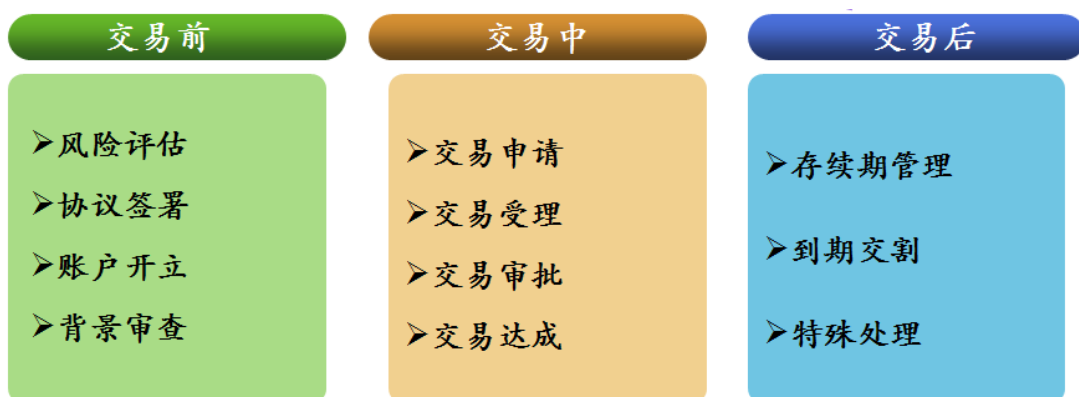 交易前
➢风险评估
➢协议签署
➢账户开立
➢背景审查
交易中
➢交易申请
➢交易受理
➢交易审批
➢交易达成
交易后
➢存续期管理
➢到期交割
➢特殊处理